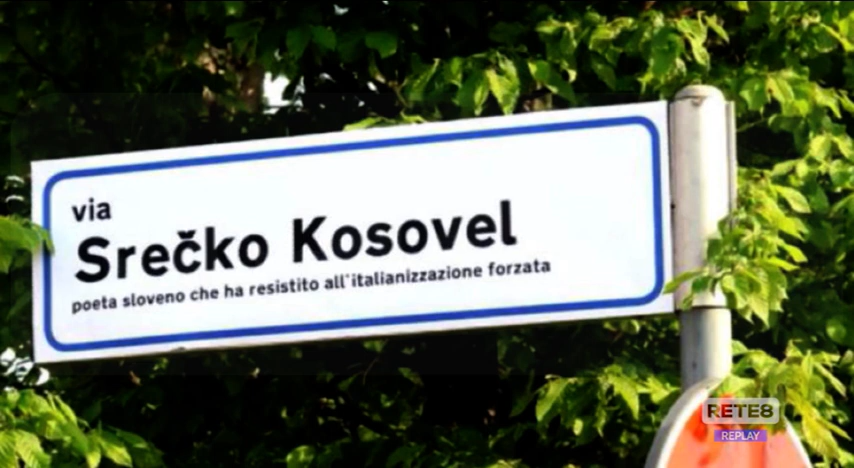 via
Srečko Kosovel
poeta sloveno che ha resistito all'italianizzazione forzata
RETE8
REPLAY